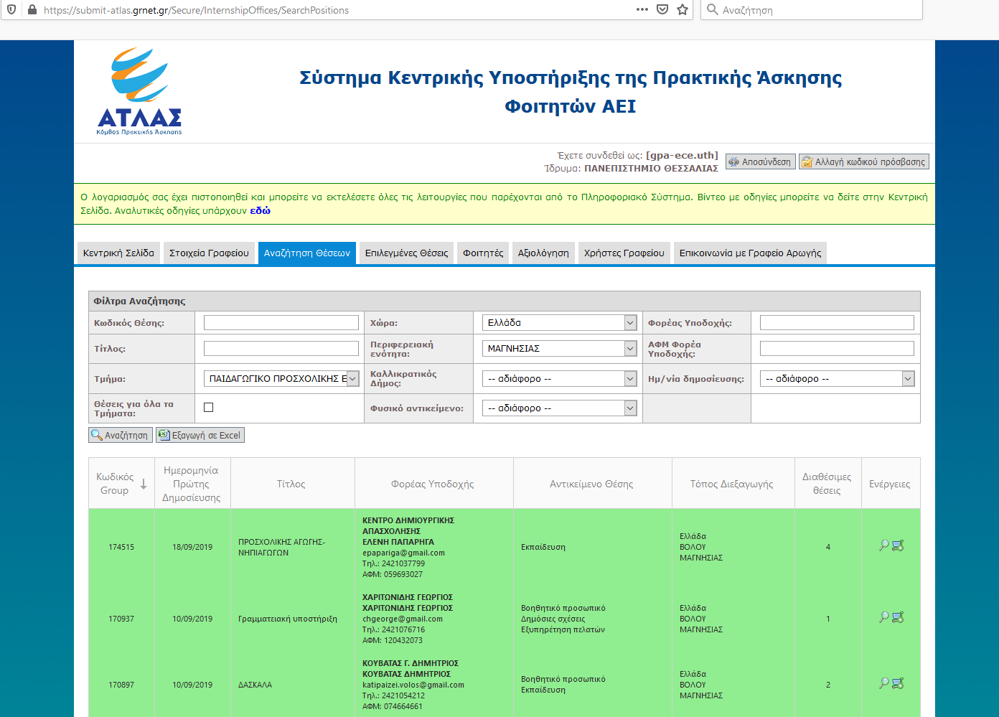 https://submit-atlas.grnet.gr/Secure/InternshipOffices/SearchPositions
Αναζήτηση
ΑΤΛΑΣ
Κόμβος Πρακτικής Άσκησης
Σύστημα Κεντρικής Υποστήριξης της Πρακτικής Άσκησης
Φοιτητών ΑΕΙ
Έχετε συνδεθεί ως: [gpa-ece.uth]
Ίδρυμα: ΠΑΝΕΠΙΣΤΗΜΙΟ ΘΕΣΣΑΛΙΑΣ
Αποσύνδεση
Αλλαγή κωδικού πρόσβασης
Ο λογαριασμός σας έχει πιστοποιηθεί και μπορείτε να εκτελέσετε όλες τις λειτουργίες που παρέχονται από το Πληροφοριακό Σύστημα. Βίντεο με οδηγίες μπορείτε να δείτε στην Κεντρική
Σελίδα. Αναλυτικές οδηγίες υπάρχουν εδώ
Κεντρική Σελίδα
Στοιχεία Γραφείου
Αναζήτηση Θέσεων
Επιλεγμένες Θέσεις
Φοιτητές
Αξιολόγηση
Χρήστες Γραφείου
Επικοινωνία με Γραφείο Αρωγής
Φίλτρα Αναζήτησης
Κωδικός Θέσης:
Χώρα:
Ελλάδα
Φορέας Υποδοχής:
Τίτλος:
Περιφερειακή
ενότητα:
ΜΑΓΝΗΣΙΑΣ
ΑΦΜ Φορέα
Υποδοχής:
Τμήμα:
ΠΑΙΔΑΓΩΓΙΚΟ ΠΡΟΣΧΟΛΙΚΗΣ Ε
Καλλικρατικός
Δήμος:
-- αδιάφορο --
Ημ/νία δημοσίευσης:
-- αδιάφορο --
Θέσεις για όλα τα
Τμήματα:
Φυσικό αντικείμενο:
-- αδιάφορο --
Αναζήτηση
Εξαγωγή σε Excel
Κωδικός
Group
Ημερομηνία
Πρώτης
Δημοσίευσης
Τίτλος
Φορέας Υποδοχής
Αντικείμενο Θέσης
Τόπος Διεξαγωγής
Διαθέσιμες
θέσεις
Ενέργειες
174515
18/09/2019
ΠΡΟΣΧΟΛΙΚΗΣ ΑΓΩΓΗΣ-
ΝΗΠΙΑΓΩΓΩΝ
ΚΕΝΤΡΟ ΔΗΜΙΟΥΡΓΙΚΗΣ
ΑΠΑΣΧΟΛΗΣΗΣ
ΕΛΕΝΗ ΠΑΠΑΡΗΓΑ
epapariga@gmail.com
Τηλ.: 2421037799
ΑΦΜ: 059693027
Εκπαίδευση
Ελλάδα
ΒΟΛΟΥ
ΜΑΓΝΗΣΙΑΣ
4
170937
10/09/2019
Γραμματειακή υποστήριξη
ΧΑΡΙΤΩΝΙΔΗΣ ΓΕΩΡΓΙΟΣ
ΧΑΡΙΤΩΝΙΔΗΣ ΓΕΩΡΓΙΟΣ
chgeorge@gmail.com
Τηλ.: 2421076716
ΑΦΜ: 120432073
Βοηθητικό προσωπικό
Δημόσιες σχέσεις
Εξυπηρέτηση πελατών
Ελλάδα
ΒΟΛΟΥ
ΜΑΓΝΗΣΙΑΣ
1
170897
10/09/2019
ΔΑΣΚΑΛΑ
ΚΟΥΒΑΤΑΣ Γ. ΔΗΜΗΤΡΙΟΣ
ΚΟΥΒΑΤΑΣ ΔΗΜΗΤΡΙΟΣ
katipaizei.volos@gmail.com
Τηλ.: 2421054212
ΑΦΜ: 074664661
Βοηθητικό προσωπικό
Εκπαίδευση
Ελλάδα
ΒΟΛΟΥ
ΜΑΓΝΗΣΙΑΣ
2